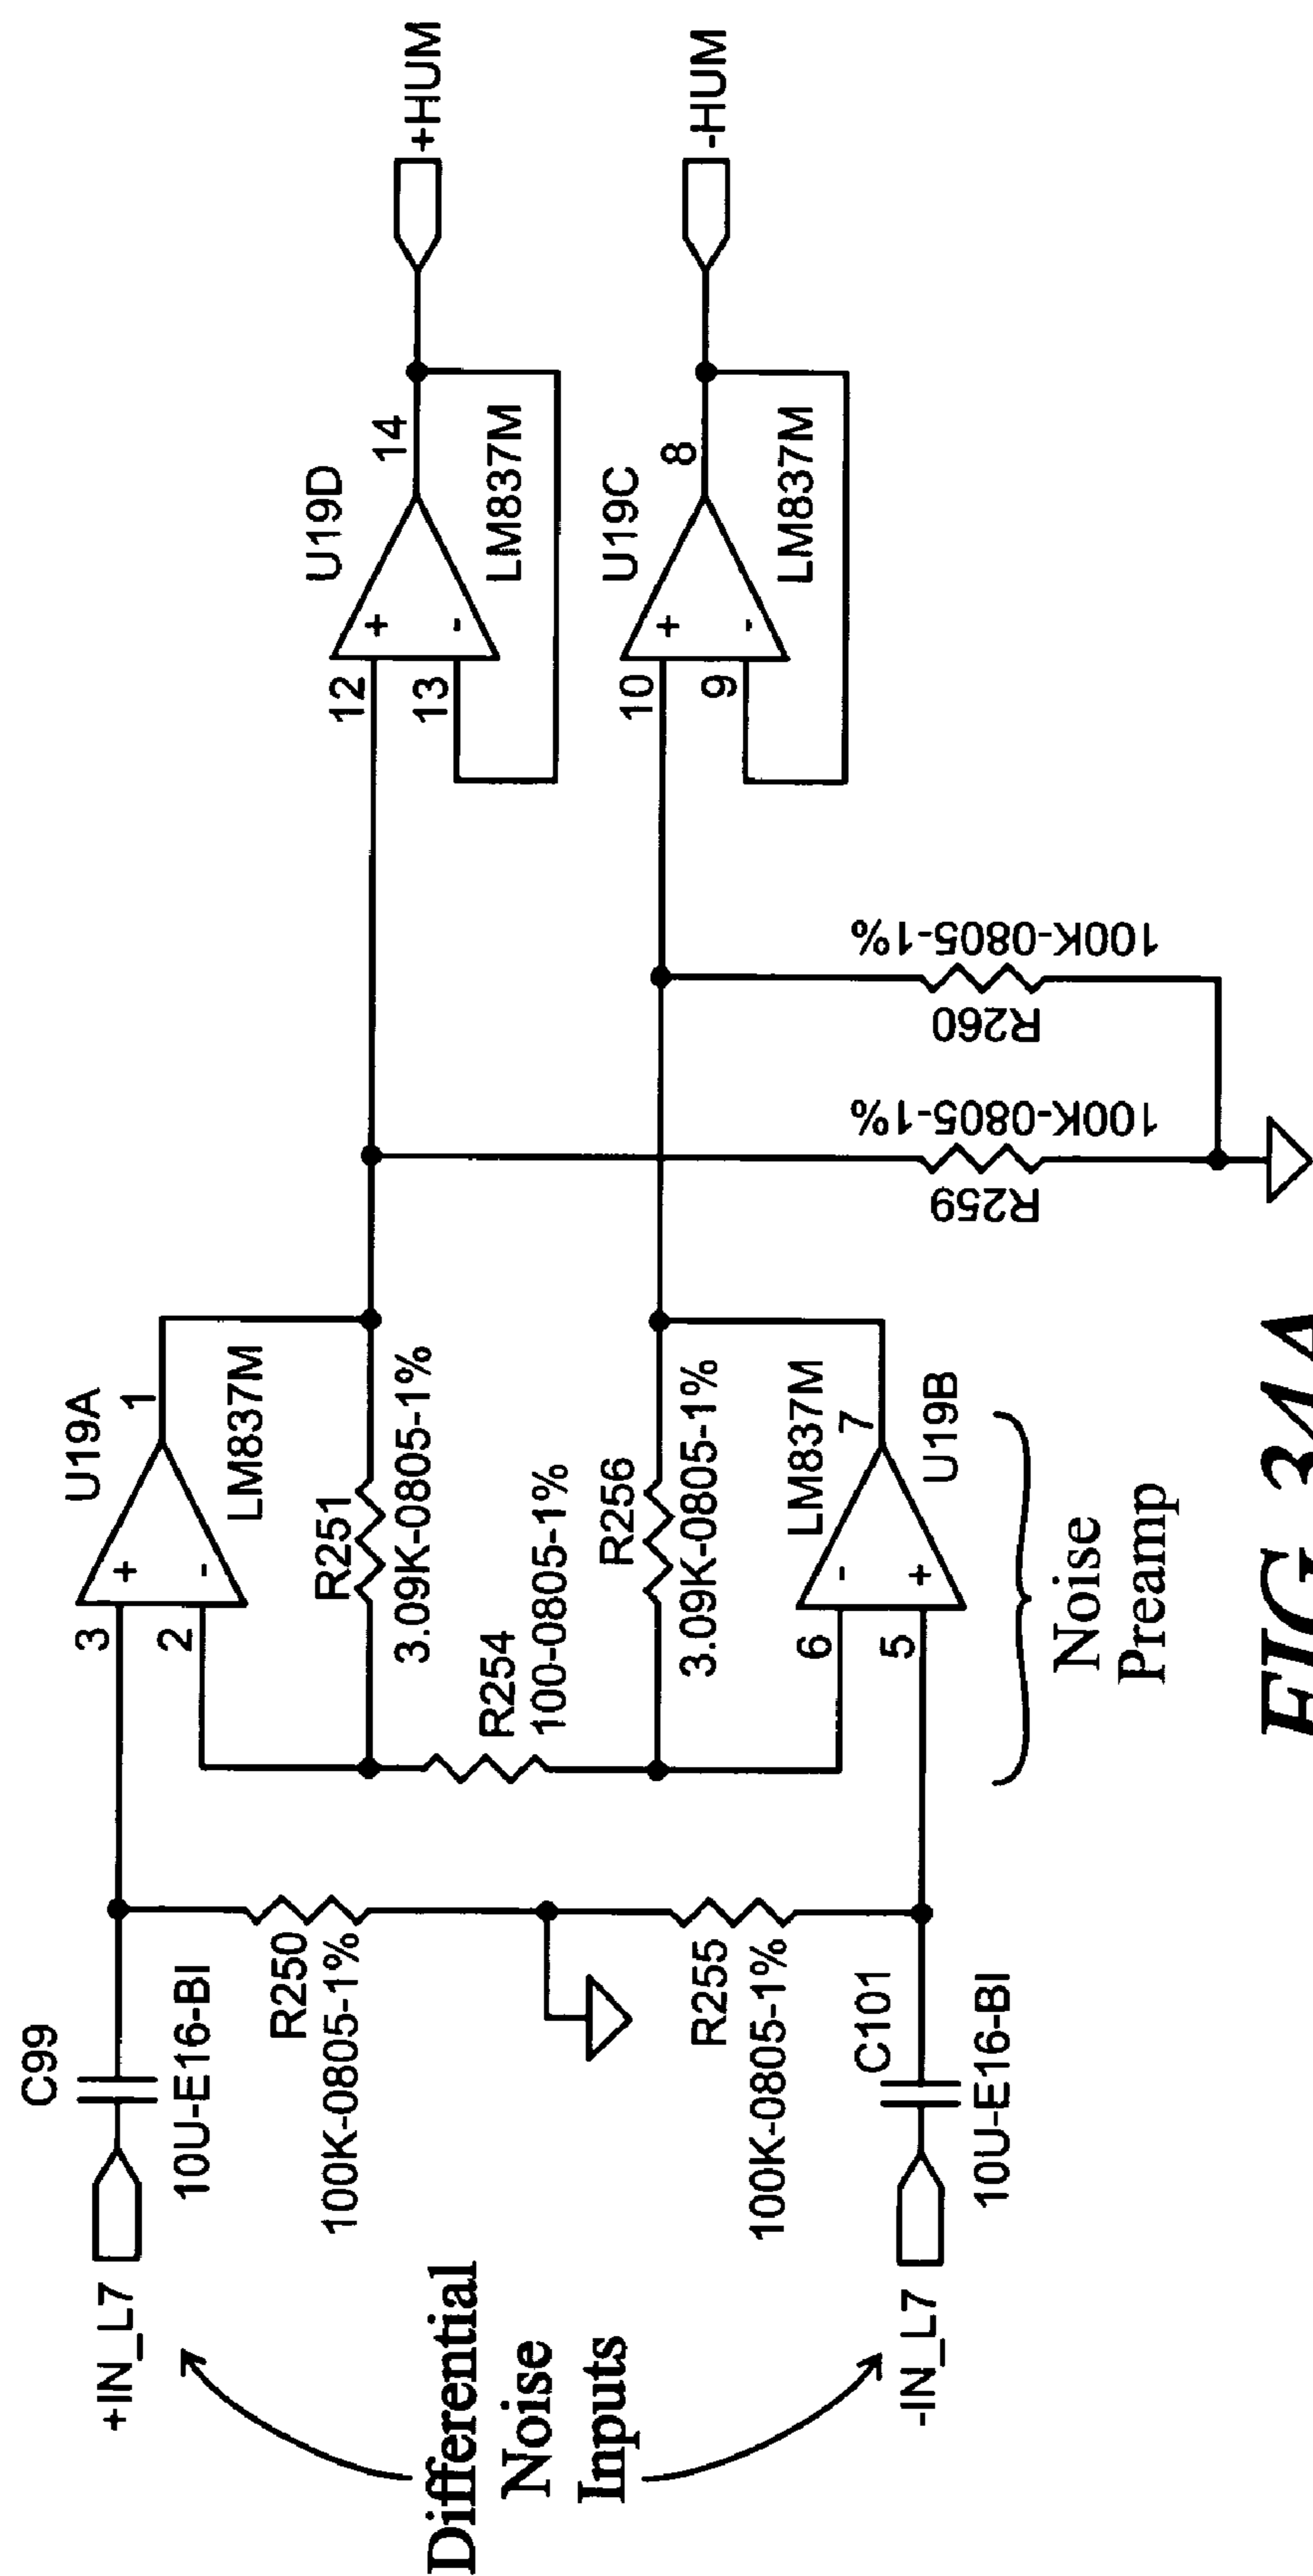 C99
+IN_L7
10U-E16-BI
R250
100K-0805-1%
3
2
+
-
U19A
1
LM837M
R251
3.09K-0805-1%
R254
100-0805-1%
R256
3.09K-0805-1%
LM837M
6
5
-
+
7
U19B
R255
100K-0805-1%
C101
-IN_L7
10U-E16-BI
Differential
Noise
Inputs
Noise
Preamp
R259
100K-0805-1%
R260
100K-0805-1%
12
13
+
-
U19D
14
LM837M
+HUM
10
9
+
-
U19C
8
LM837M
-HUM
FIG. 34A